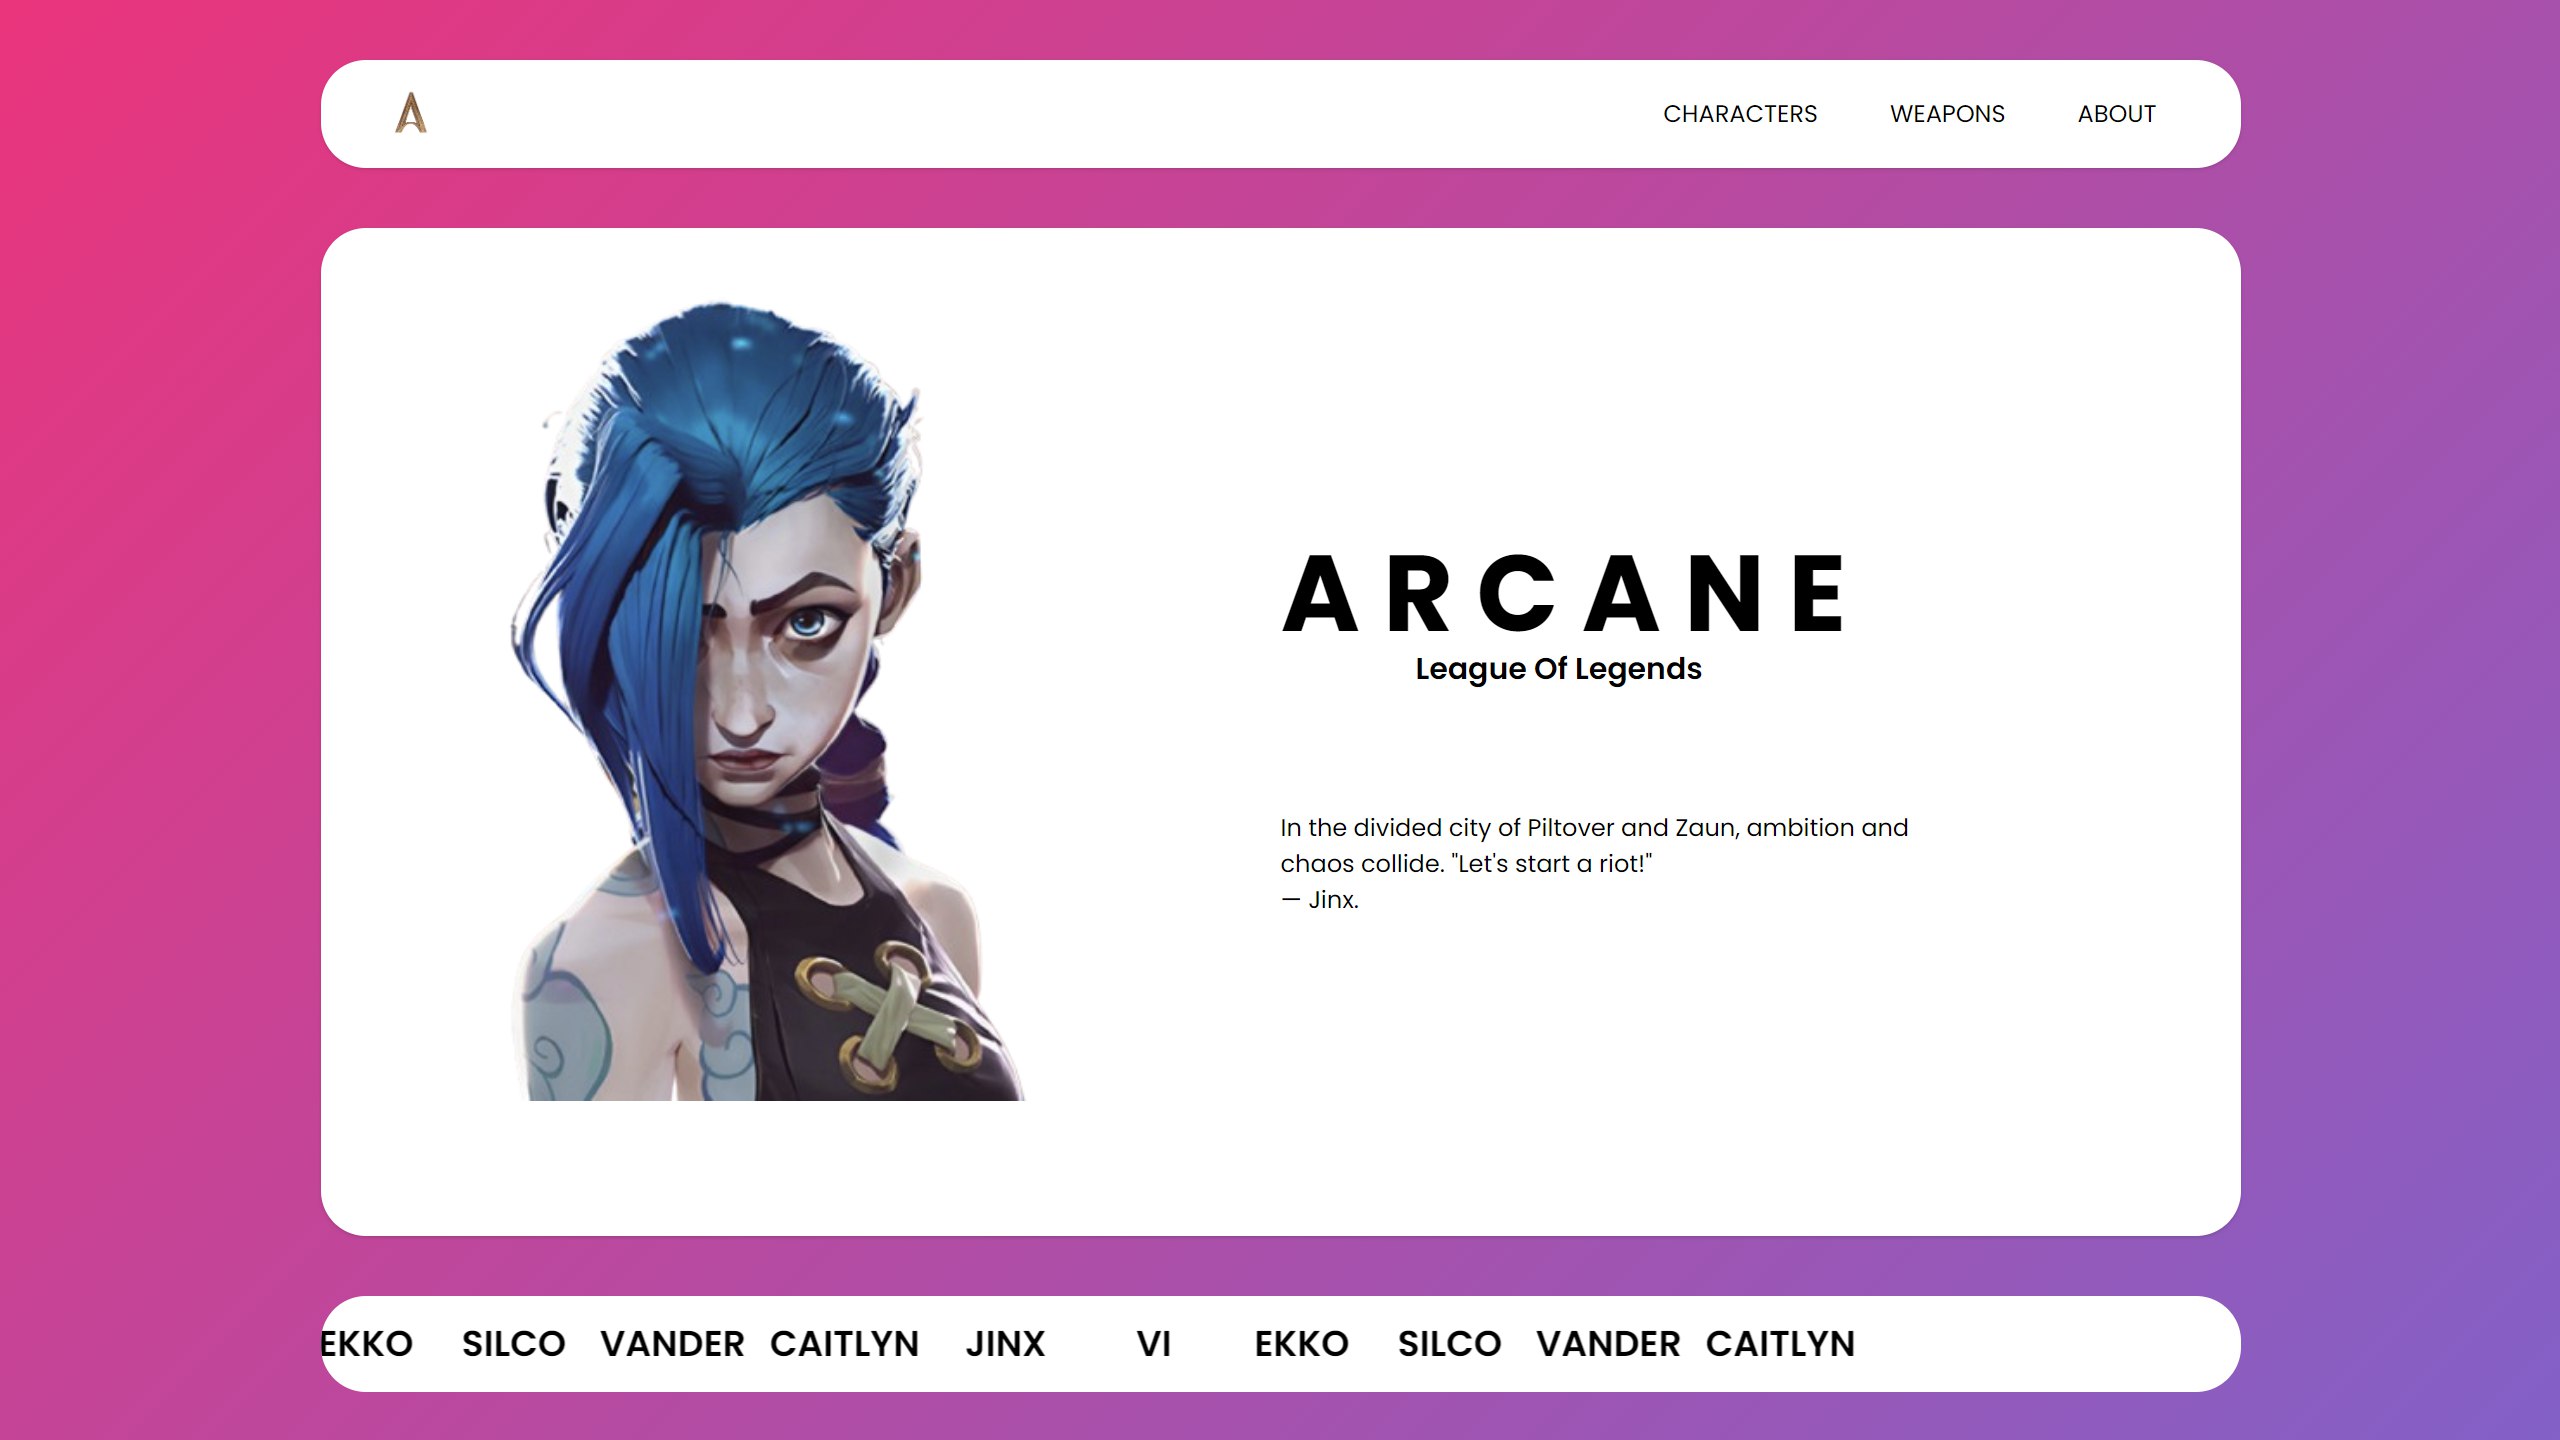 A
CHARACTERS WEAPONS ABOUT
ARCANE
League Of Legends
In the divided city of Piltover and Zaun, ambition and
chaos collide. "Let's start a riot!"
— Jinx.
EKKO SILCO VANDER CAITLYN JINX VI EKKO SILCO VANDER CAITLYN